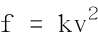 f = kv²